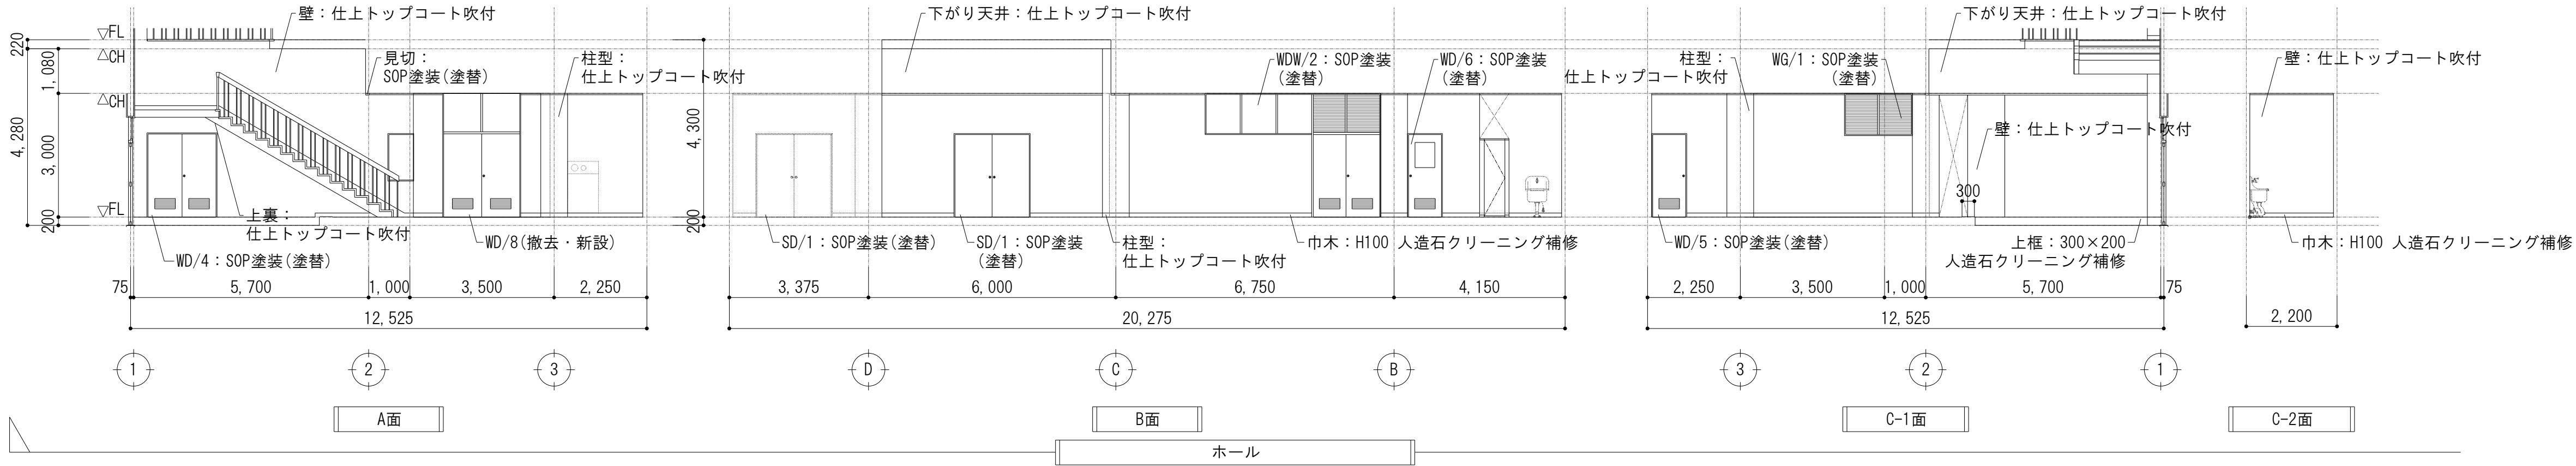 壁：仕上トップコート吹付
▽FL
△CH
△CH
▽FL
220
1,080
4,280
3,000
200
見切：
SOP塗装(塗替)
柱型：
仕上トップコート吹付
上裏：
仕上トップコート吹付
WD/4：SOP塗装(塗替)
WD/8(撤去・新設)
75
5,700
1,000
3,500
2,250
12,525
1
2
3
A面
下がり天井：仕上トップコート吹付
4,300
200
WDW/2：SOP塗装
(塗替)
WD/6：SOP塗装
(塗替)
SD/1：SOP塗装(塗替)
SD/1：SOP塗装
(塗替)
柱型：
仕上トップコート吹付
巾木：H100 人造石クリーニング補修
3,375
6,000
6,750
4,150
20,275
D
C
B
B面
下がり天井：仕上トップコート吹付
柱型：
仕上トップコート吹付
WG/1：SOP塗装
(塗替)
壁：仕上トップコート吹付
300
WD/5：SOP塗装(塗替)
上框：300×200
人造石クリーニング補修
2,250
3,500
1,000
5,700
75
12,525
3
2
1
C-1面
壁：仕上トップコート吹付
巾木：H100 人造石クリーニング補修
2,200
C-2面
ホール